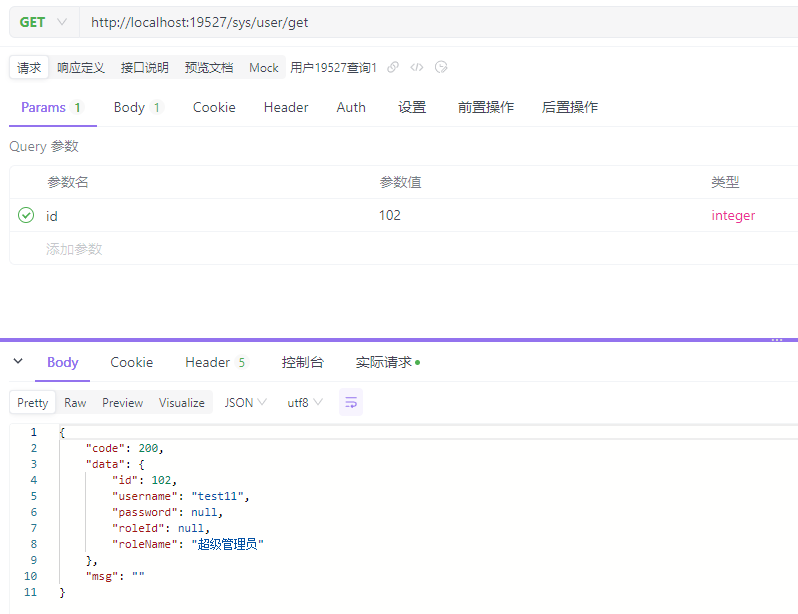 GET http://localhost:19527/sys/user/get
请求 响应定义 接口说明 预览文档 Mock 用户19527查询1
Params 1 Body 1 Cookie Header Auth 设置 前置操作 后置操作
Query 参数
参数名 参数值 类型
id 102 integer
添加参数
Body Cookie Header 5 控制台 实际请求
Pretty Raw Preview Visualize JSON utf8
1 {
2 "code": 200,
3 "data": {
4 "id": 102,
5 "username": "test11",
6 "password": null,
7 "roleId": null,
8 "roleName": "超级管理员"
9 },
10 "msg": ""
11 }